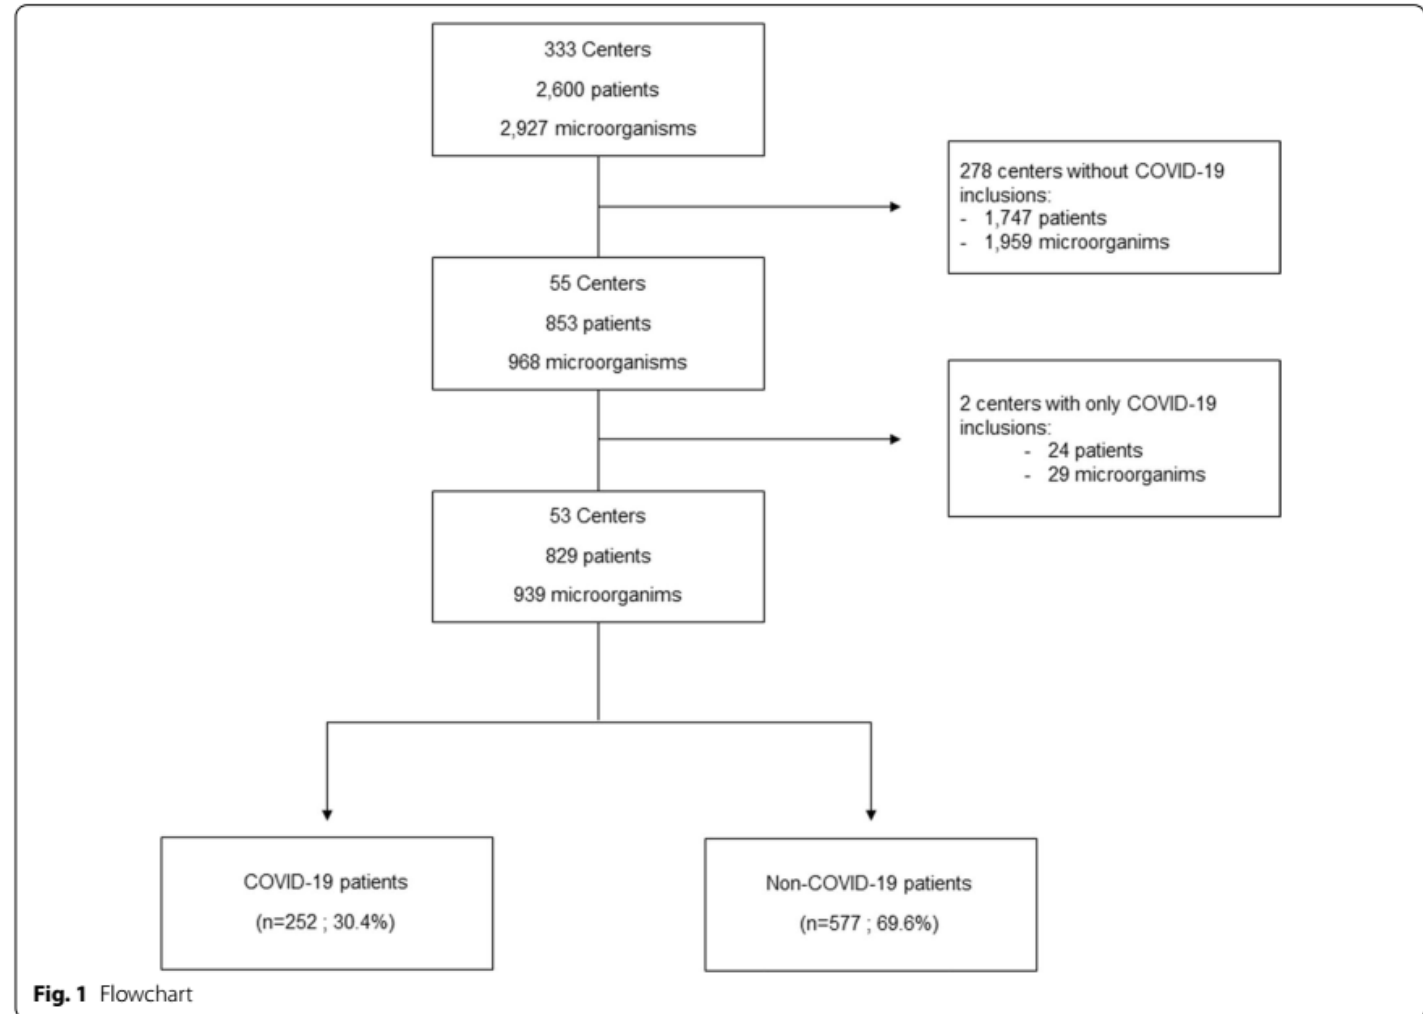 333 Centers
2,600 patients
2,927 microorganisms
278 centers without COVID-19
inclusions:
- 1,747 patients
- 1,959 microorganims
55 Centers
853 patients
968 microorganisms
2 centers with only COVID-19
inclusions:
- 24 patients
- 29 microorganims
53 Centers
829 patients
939 microorganims
COVID-19 patients
(n=252 ; 30.4%)
Non-COVID-19 patients
(n=577 ; 69.6%)
Fig. 1 Flowchart